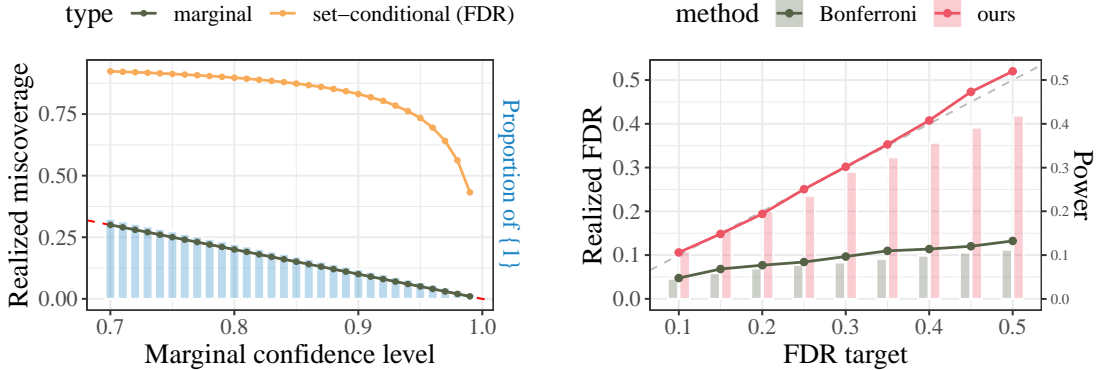 type marginal set−conditional (FDR)
Realized miscoverage
0.75
0.50
0.25
0.00
Proportion of {1}
0.7 0.8 0.9 1.0
Marginal confidence level
method Bonferroni ours
Realized FDR
0.5
0.4
0.3
0.2
0.1
0.0
0.5
0.4
0.3
0.2
0.1
0.0
Power
0.1 0.2 0.3 0.4 0.5
FDR target